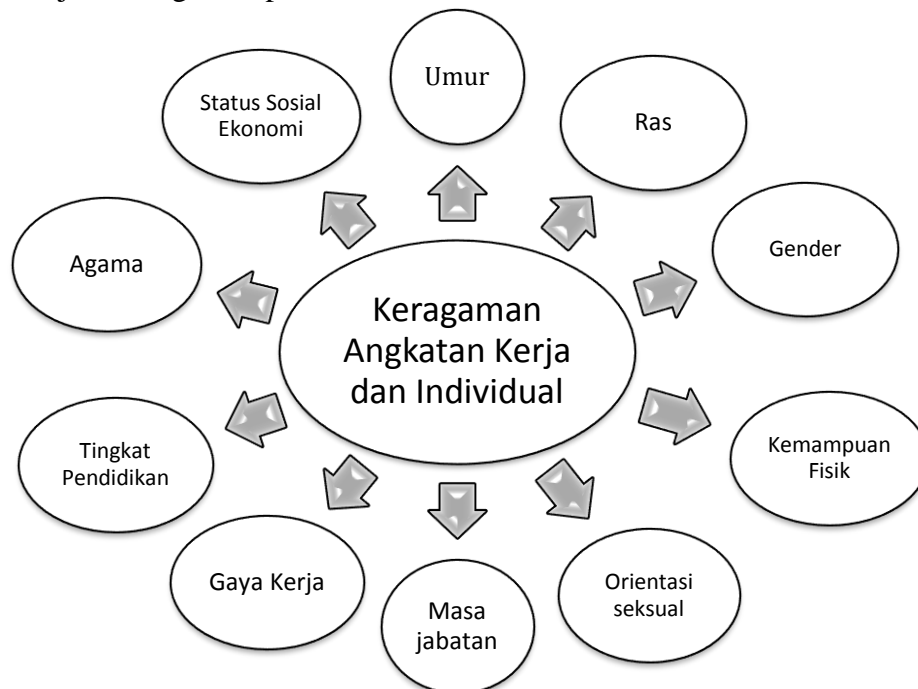 Umur
Status Sosial
Ekonomi
Ras
Agama
Gender
Keragaman
Angkatan Kerja
dan Individual
Tingkat
Pendidikan
Kemampuan
Fisik
Gaya Kerja
Masa
jabatan
Orientasi
seksual